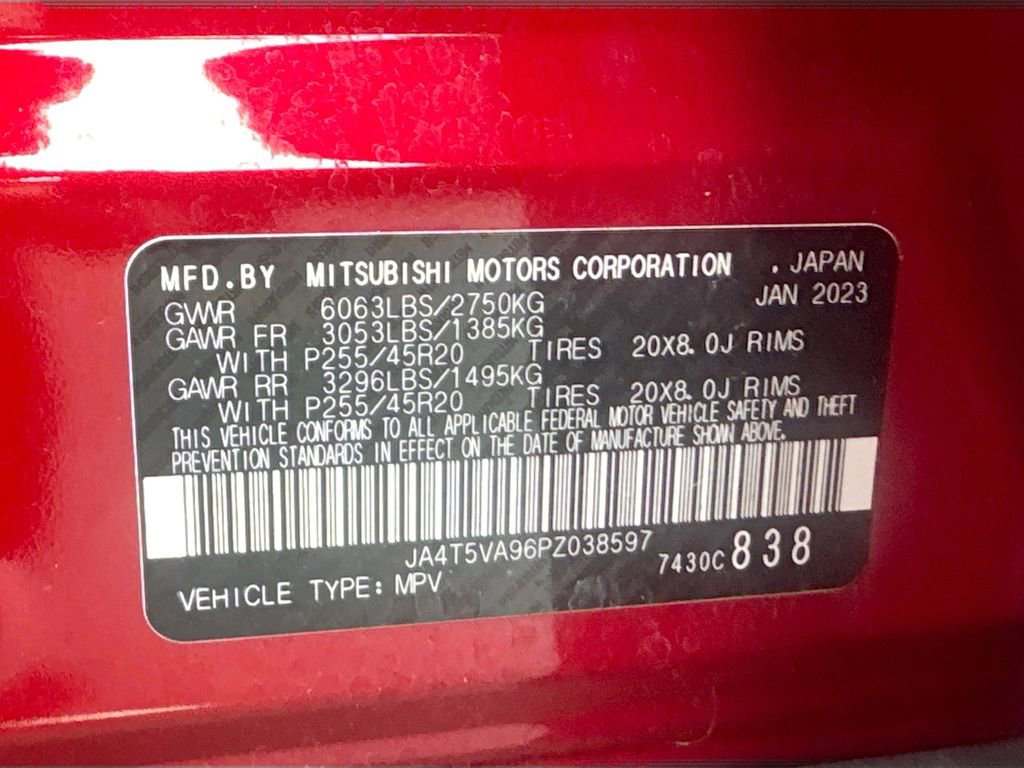 MFD.BY MITSUBISHI MOTORS CORPORATION . JAPAN
JAN 2023
GVWR 6063LBS/2750KG
GAWR FR 3053LBS/1385KG
WITH P255/45R20 TIRES 20X8.0J RIMS
GAWR RR 3296LBS/1495KG
WITH P255/45R20 TIRES 20X8.0J RIMS
THIS VEHICLE CONFORMS TO ALL APPLICABLE FEDERAL MOTOR VEHICLE SAFETY AND THEFT
PREVENTION STANDARDS IN EFFECT ON THE DATE OF MANUFACTURE SHOWN ABOVE.
JA4T5VA96PZ038597
7430C 838
VEHICLE TYPE: MPV